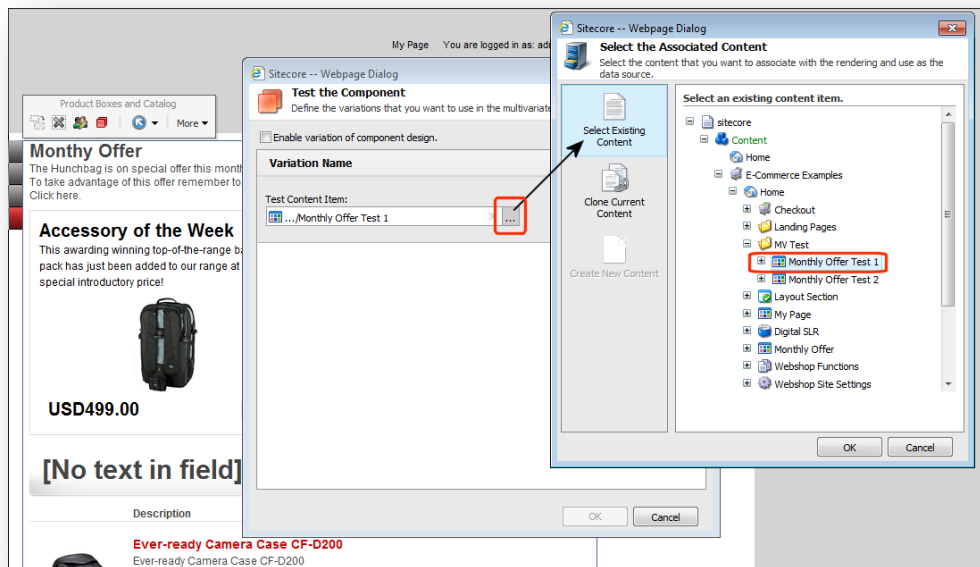 My Page You are logged in as:
Product Boxes and Catalog
More
Monthy Offer
The Hunchbag is on special offer this month
To take advantage of this offer remember to
Click here.
Accessory of the Week
This awarding winning top-of-the-range
pack has just been added to our range at
special introductory price!
USD499.00
[No text in field]
Description
Ever-ready Camera Case CF-D200
Ever-ready Camera Case CF-D200
Sitecore -- Webpage Dialog
Test the Component
Define the variations that you want to use in the multivariate
Enable variation of component design.
Variation Name
Test Content Item:
.../Monthly Offer Test 1
...
OK
Cancel
Sitecore -- Webpage Dialog
Select the Associated Content
Select the content that you want to associate with the rendering and use as the
data source.
Select Existing
Content
Clone Current
Content
Create New Content
Select an existing content item.
sitecore
Content
Home
E-Commerce Examples
Home
Checkout
Landing Pages
MV Test
Monthly Offer Test 1
Monthly Offer Test 2
Layout Section
My Page
Digital SLR
Monthly Offer
Webshop Functions
Webshop Site Settings
OK
Cancel